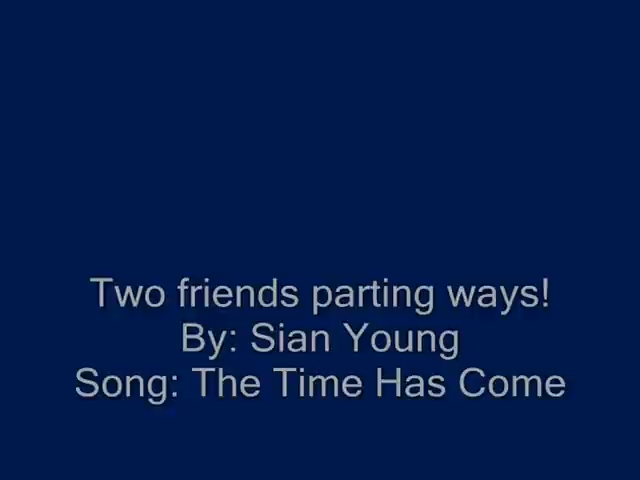 Two friends parting ways!
By: Sian Young
Song: The Time Has Come